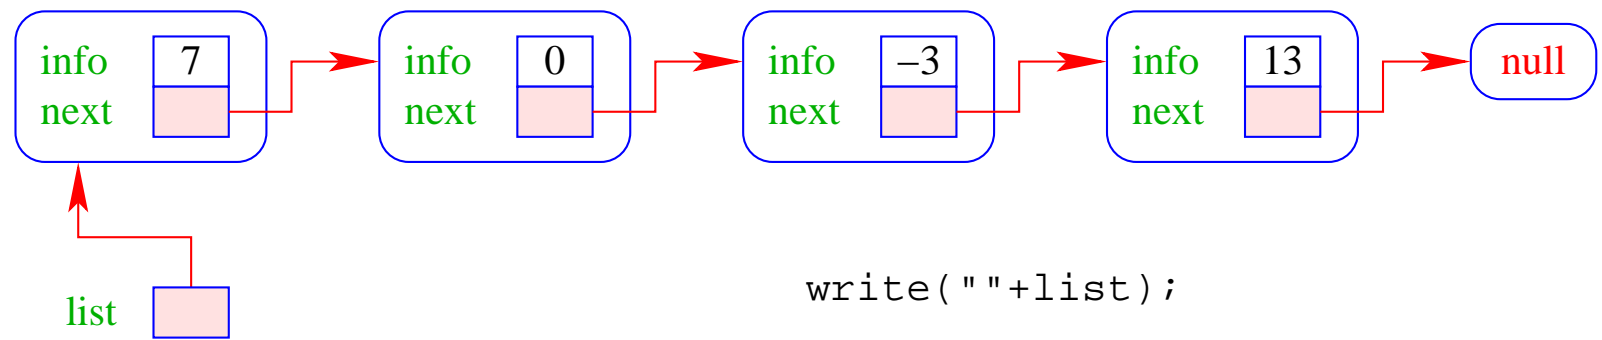 info 7 info 0 info −3 info 13 null
next next next next
write(""+list);
list